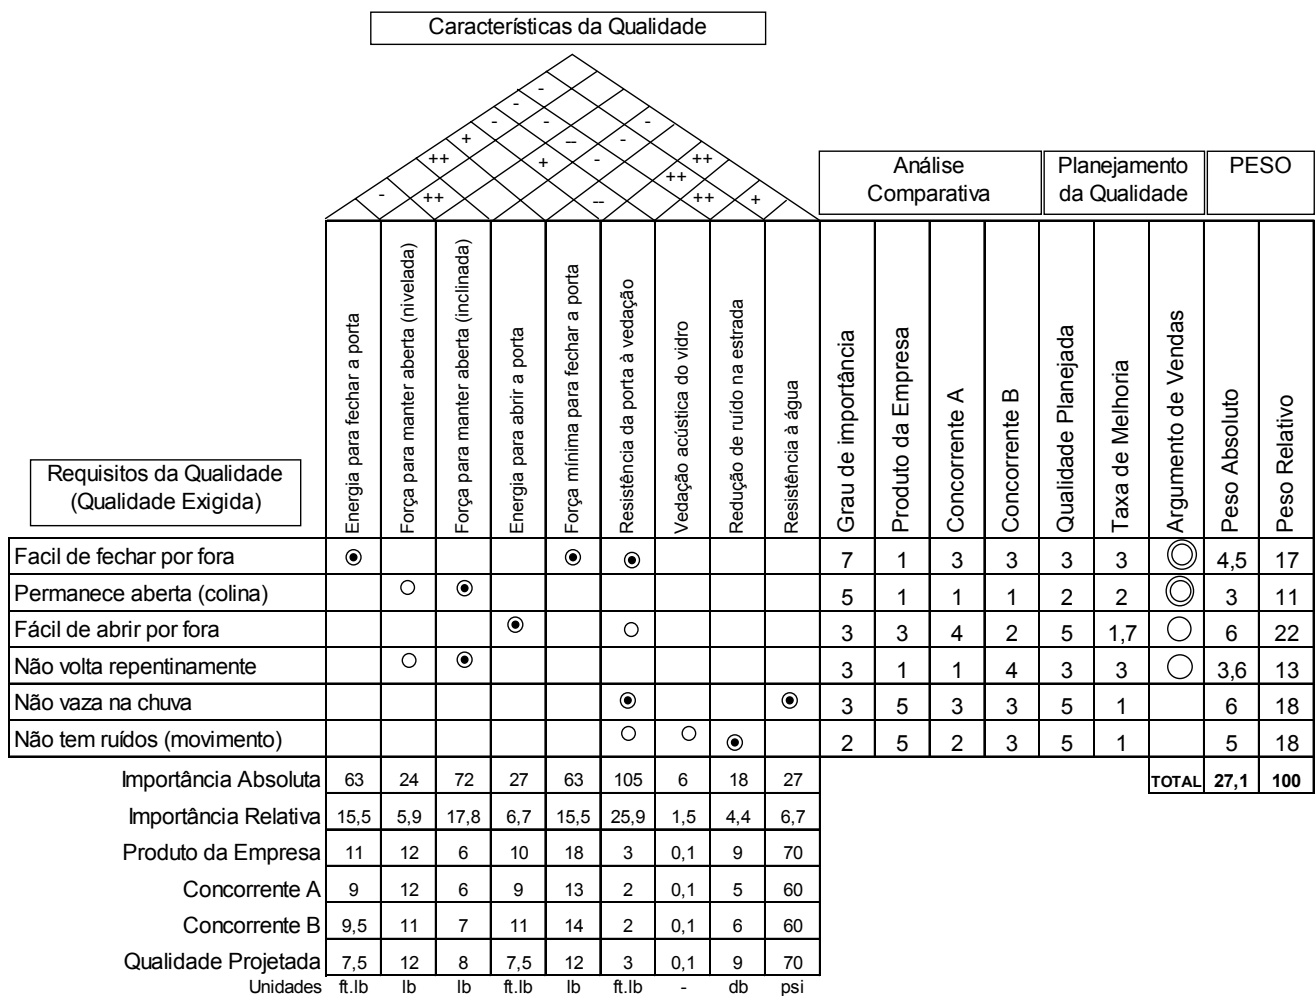 Características da Qualidade
-
-
-
- - -
+ -- -
++ + - ++
++
- ++ -- ++ +
Análise
Comparativa
Planejamento
da Qualidade
PESO
Requisitos da Qualidade
(Qualidade Exigida)
Energia para fechar a porta
Força para manter aberta (nivelada)
Força para manter aberta (inclinada)
Energia para abrir a porta
Força mínima para fechar a porta
Resistência da porta à vedação
Vedação acústica do vidro
Redução de ruído na estrada
Resistência à água
Grau de importância
Produto da Empresa
Concorrente A
Concorrente B
Qualidade Planejada
Taxa de Melhoria
Argumento de Vendas
Peso Absoluto
Peso Relativo
Facil de fechar por fora 7 1 3 3 3 3 4,5 17
Permanece aberta (colina) 5 1 1 1 2 2 3 11
Fácil de abrir por fora 3 3 4 2 5 1,7 6 22
Não volta repentinamente 3 1 1 4 3 3 3,6 13
Não vaza na chuva 3 5 3 3 5 1 6 18
Não tem ruídos (movimento) 2 5 2 3 5 1 5 18
Importância Absoluta 63 24 72 27 63 105 6 18 27 TOTAL 27,1 100
Importância Relativa 15,5 5,9 17,8 6,7 15,5 25,9 1,5 4,4 6,7
Produto da Empresa 11 12 6 10 18 3 0,1 9 70
Concorrente A 9 12 6 9 13 2 0,1 5 60
Concorrente B 9,5 11 7 11 14 2 0,1 6 60
Qualidade Projetada 7,5 12 8 7,5 12 3 0,1 9 70
Unidades ft.lb lb lb ft.lb lb ft.lb - db psi